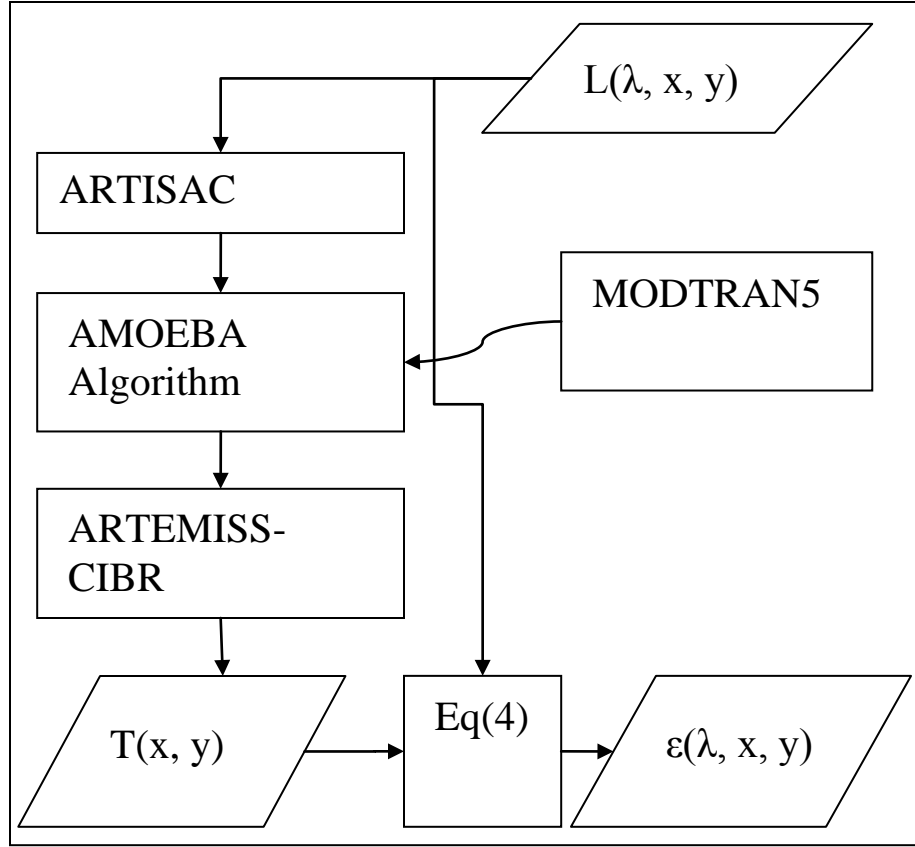 L(λ, x, y)
ARTISAC
MODTRAN5
AMOEBA
Algorithm
ARTEMISS-
CIBR
T(x, y)
Eq(4)
ε(λ, x, y)